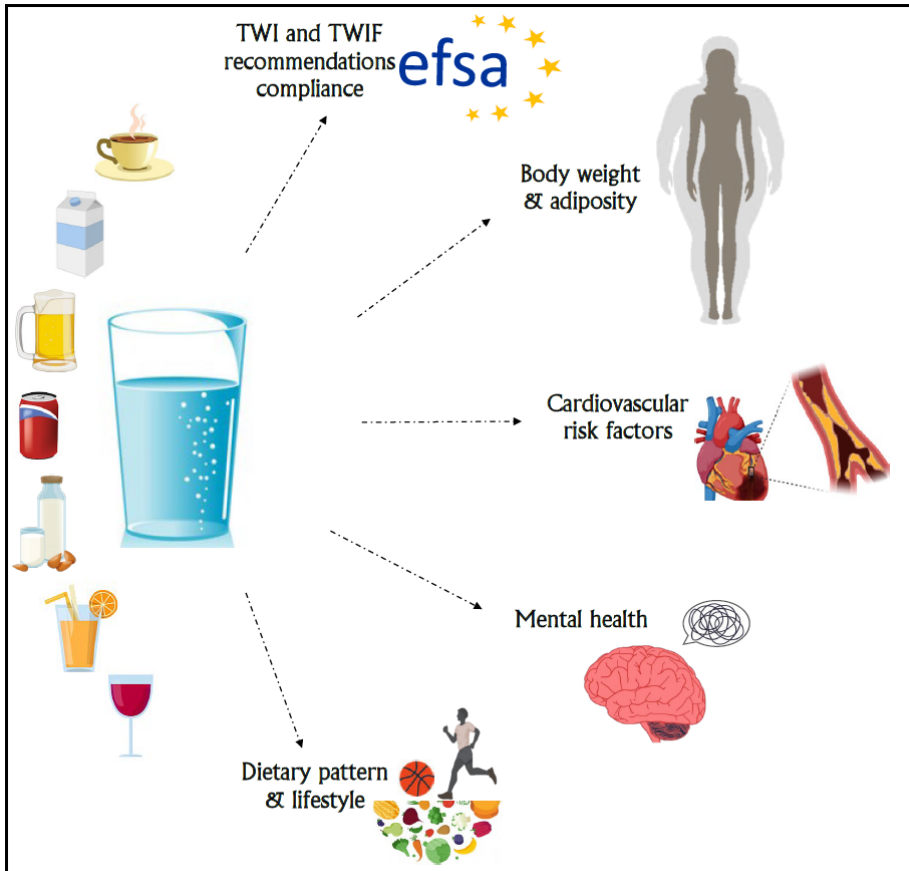 TWI and TWIF
recommendations
compliance
efsa
Body weight
& adiposity
Cardiovascular
risk factors
Mental health
Dietary pattern
& lifestyle